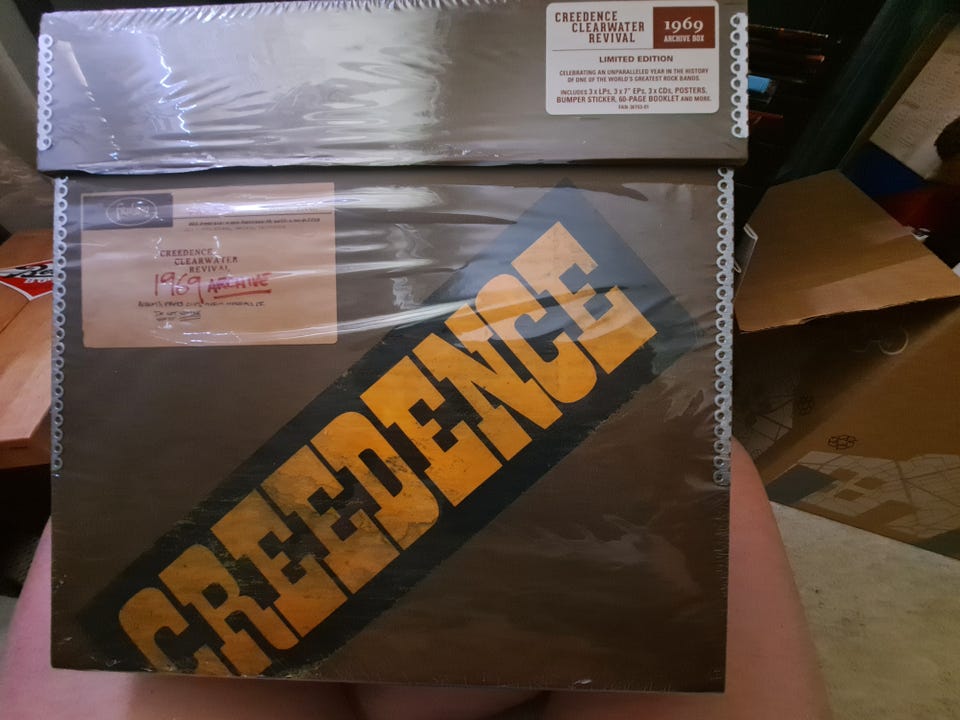 CREEDENCE
CLEARWATER
REVIVAL
1969
ARCHIVE BOX
LIMITED EDITION
CELEBRATING AN UNPARALLELED YEAR IN THE HISTORY
OF ONE OF THE WORLD'S GREATEST ROCK BANDS.
INCLUDES 3 x LPs, 3 x 7" EPs, 3 x CDs, POSTERS,
BUMPER STICKER, 60-PAGE BOOKLET AND MORE.
CREEDENCE
CLEARWATER
REVIVAL
1969 ARCHIVE
DO NOT
CREEDENCE